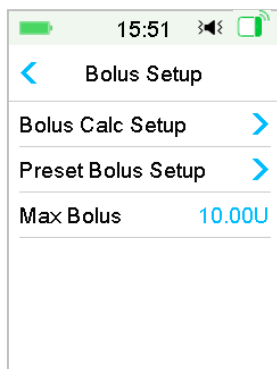 15:51
Bolus Setup
Bolus Calc Setup
Preset Bolus Setup
Max Bolus 10.00U